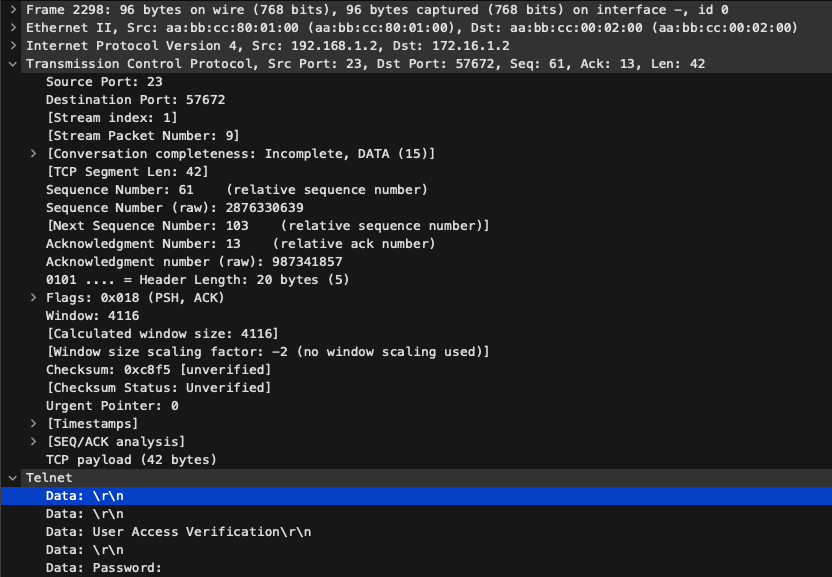 Frame 2298: 96 bytes on wire (768 bits), 96 bytes captured (768 bits) on interface -, id 0
Ethernet II, Src: aa:bb:cc:80:01:00 (aa:bb:cc:80:01:00), Dst: aa:bb:cc:00:02:00 (aa:bb:cc:00:02:00)
Internet Protocol Version 4, Src: 192.168.1.2, Dst: 172.16.1.2
Transmission Control Protocol, Src Port: 23, Dst Port: 57672, Seq: 61, Ack: 13, Len: 42
Source Port: 23
Destination Port: 57672
[Stream index: 1]
[Stream Packet Number: 9]
[Conversation completeness: Incomplete, DATA (15)]
[TCP Segment Len: 42]
Sequence Number: 61    (relative sequence number)
Sequence Number (raw): 2876330639
[Next Sequence Number: 103    (relative sequence number)]
Acknowledgment Number: 13    (relative ack number)
Acknowledgment number (raw): 987341857
0101 .... = Header Length: 20 bytes (5)
Flags: 0x018 (PSH, ACK)
Window: 4116
[Calculated window size: 4116]
[Window size scaling factor: -2 (no window scaling used)]
Checksum: 0xc8f5 [unverified]
[Checksum Status: Unverified]
Urgent Pointer: 0
[Timestamps]
[SEQ/ACK analysis]
TCP payload (42 bytes)
Telnet
Data: \r\n
Data: \r\n
Data: User Access Verification\r\n
Data: \r\n
Data: Password: